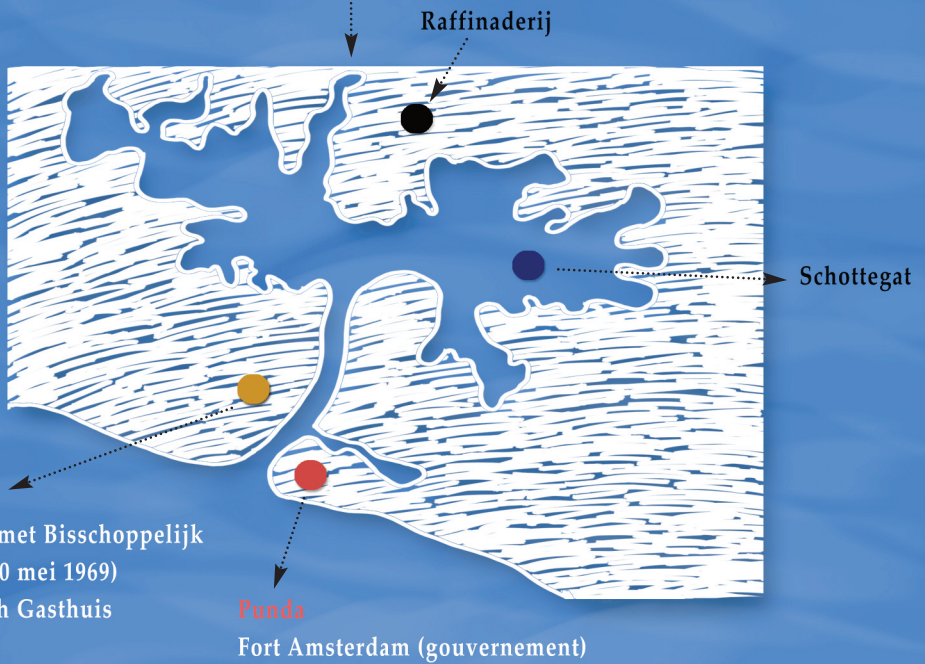 Raffinaderij
Schottegat
met Bisschoppelijk
0 mei 1969)
h Gasthuis
Punda
Fort Amsterdam (gouvernement)